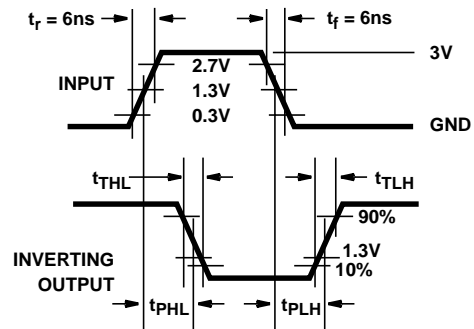 tr = 6ns
tf = 6ns
3V
INPUT
2.7V
1.3V
0.3V
GND
tTHL
tTLH
90%
INVERTING
OUTPUT
1.3V
10%
tPHL
tPLH